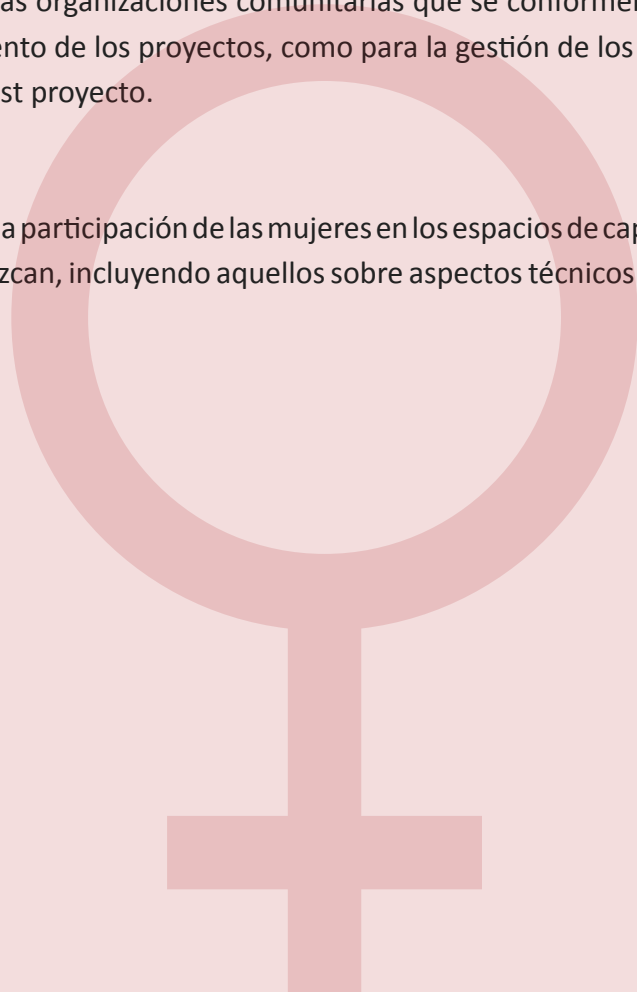 as organizaciones comunitarias que se conformen
ento de los proyectos, como para la gestión de los
st proyecto.
a participación de las mujeres en los espacios de cap
zcan, incluyendo aquellos sobre aspectos técnicos